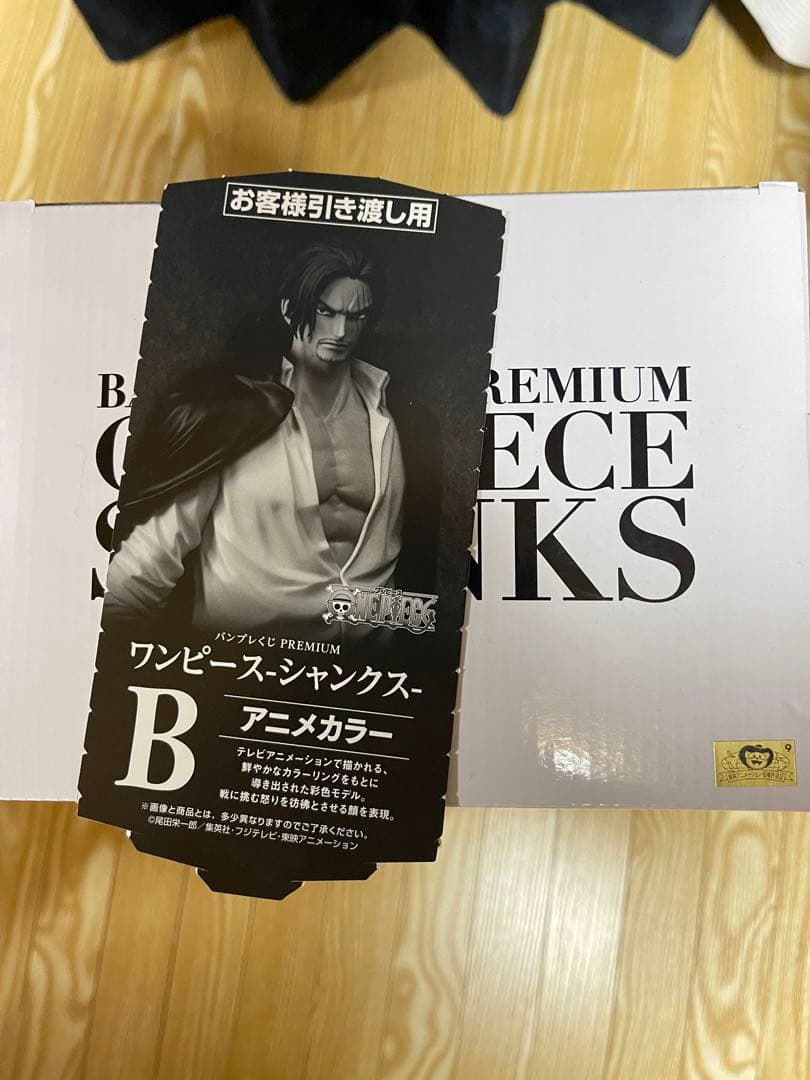 お客様引き渡し用
ワンピース
ONE PIECE
バンプレくじ PREMIUM
ワンピース-シャンクス-
B
アニメカラー
テレビアニメーションで描かれる、
鮮やかなカラーリングをもとに
導き出された彩色モデル。
戦に挑む怒りを彷彿とさせる顔を表現。
※画像と商品とは、多少異なりますのでご了承ください。
©尾田栄一郎/集英社・フジテレビ・東映アニメーション
BA REMIUM
ECE
S NKS
9